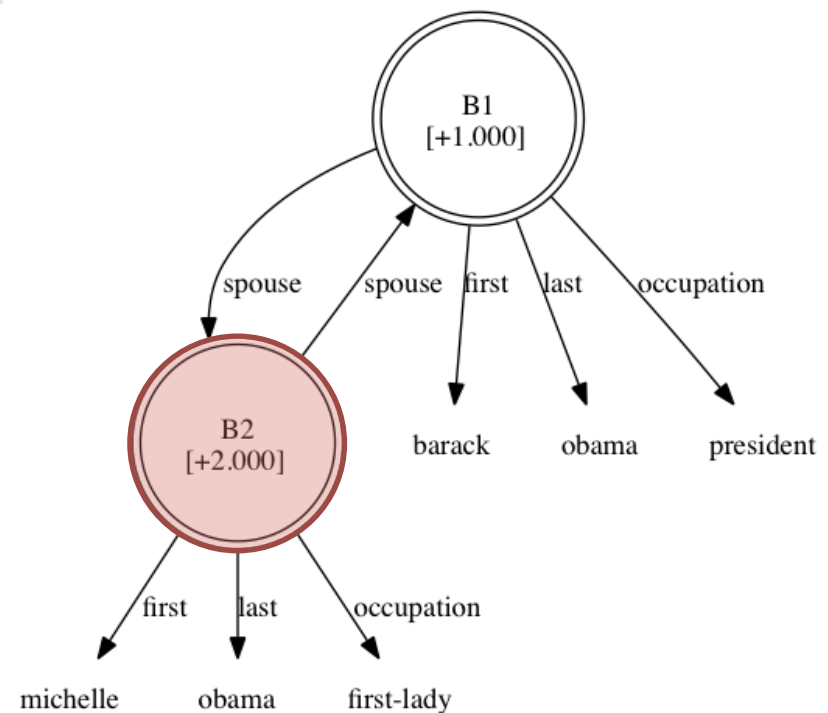 B1
[+1.000]
spouse
spouse
first
last
occupation
B2
[+2.000]
barack
obama
president
first
last
occupation
michelle
obama
first-lady